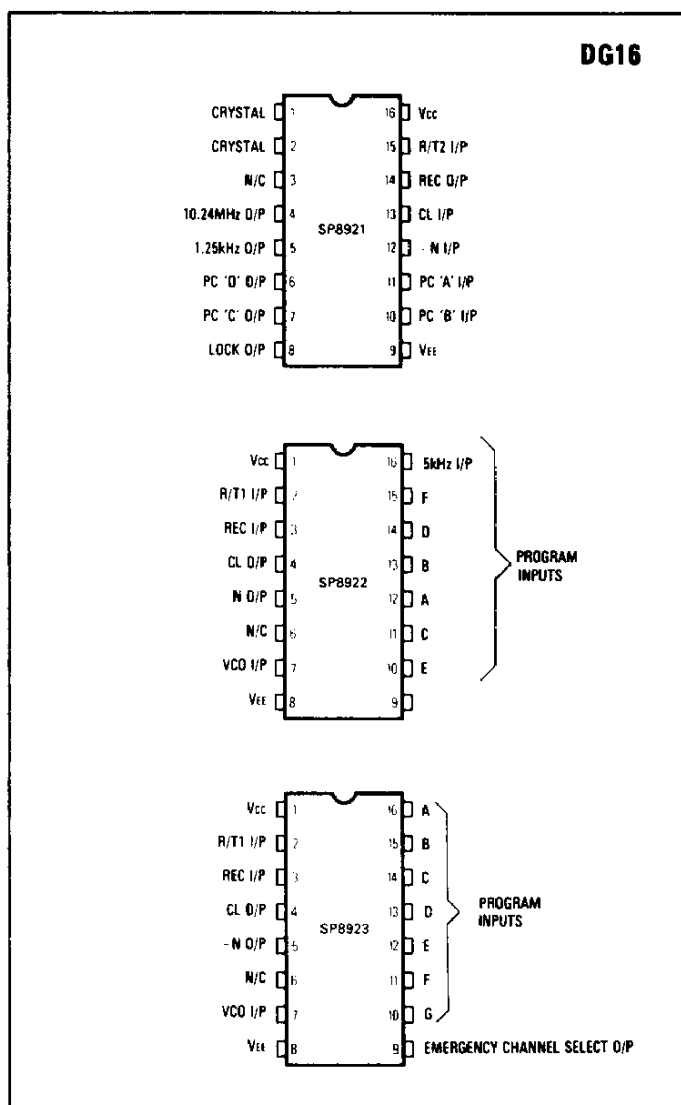 DG16
CRYSTAL 1 16 Vcc
CRYSTAL 2 15 R/T2 I/P
N/C 3 14 REC O/P
10.24MHz O/P 4 13 CL I/P
SP8921
1.25kHz O/P 5 12 -N I/P
PC 'D' O/P 6 11 PC 'A' I/P
PC 'C' O/P 7 10 PC 'B' I/P
LOCK O/P 8 9 VEE
Vcc 1 16 5kHz I/P
R/T1 I/P 2 15 F
REC I/P 3 14 D
CL O/P 4 13 B
PROGRAM
INPUTS
SP8922
N O/P 5 12 A
N/C 6 11 C
VCO I/P 7 10 E
VEE 8 9
Vcc 1 16 A
R/T1 I/P 2 15 B
REC I/P 3 14 C
PROGRAM
INPUTS
CL O/P 4 13 D
SP8923
-N O/P 5 12 E
N/C 6 11 F
VCO I/P 7 10 G
VEE 8 9 EMERGENCY CHANNEL SELECT O/P